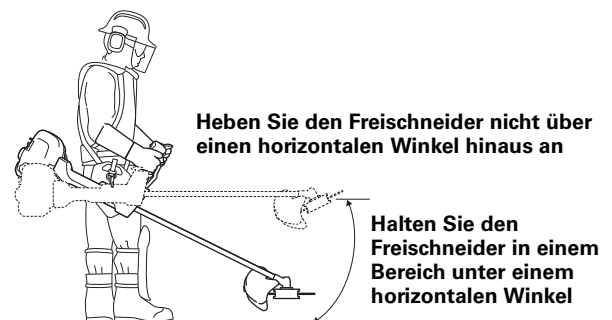 Heben Sie den Freischneider nicht über
einen horizontalen Winkel hinaus an
Halten Sie den
Freischneider in einem
Bereich unter einem
horizontalen Winkel